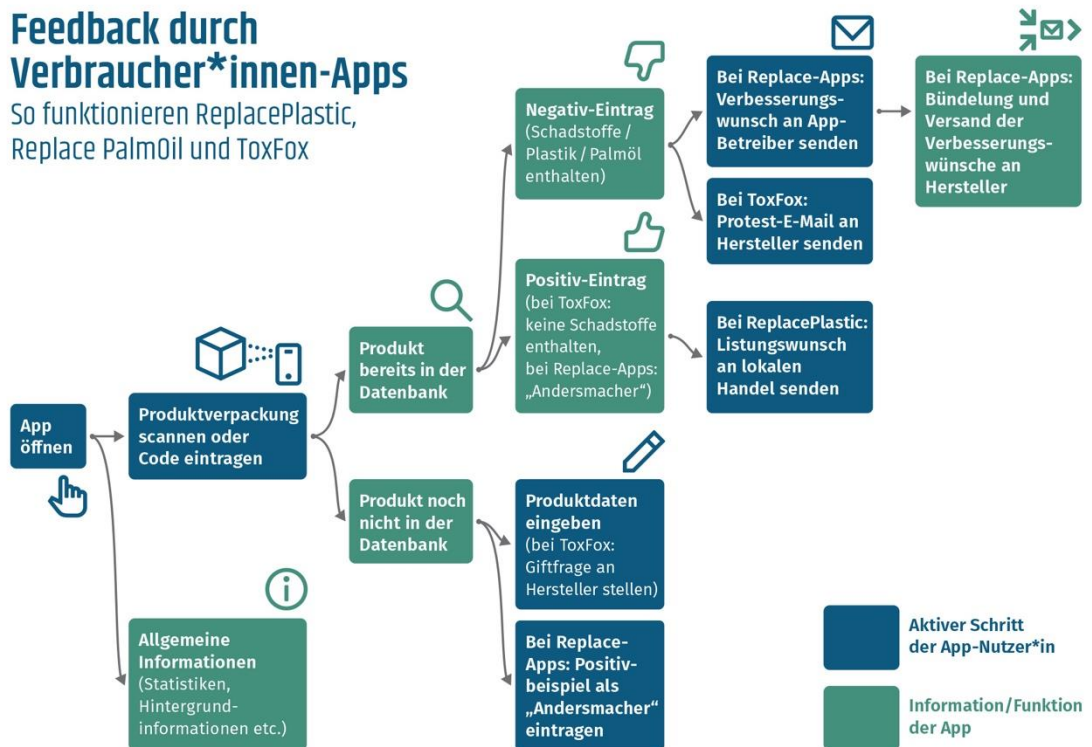 Feedback durch
Verbraucher*innen-Apps
So funktionieren ReplacePlastic,
Replace PalmOil und ToxFox
App
öffnen
Produktverpackung
scannen oder
Code eintragen
Allgemeine
Informationen
(Statistiken,
Hintergrund-
informationen etc.)
Produkt
bereits in der
Datenbank
Produkt noch
nicht in der
Datenbank
Negativ-Eintrag
(Schadstoffe /
Plastik / Palmöl
enthalten)
Positiv-Eintrag
(bei ToxFox:
keine Schadstoffe
enthalten,
bei Replace-Apps:
„Andersmacher“)
Produktdaten
eingeben
(bei ToxFox:
Giftfrage an
Hersteller stellen)
Bei Replace-
Apps: Positiv-
beispiel als
„Andersmacher“
eintragen
Bei Replace-Apps:
Verbesserungs-
wunsch an App-
Betreiber senden
Bei ToxFox:
Protest-E-Mail an
Hersteller senden
Bei ReplacePlastic:
Listungswunsch
an lokalen
Handel senden
Bei Replace-Apps:
Bündelung und
Versand der
Verbesserungs-
wünsche an
Hersteller
Aktiver Schritt
der App-Nutzer*in
Information/Funktion
der App